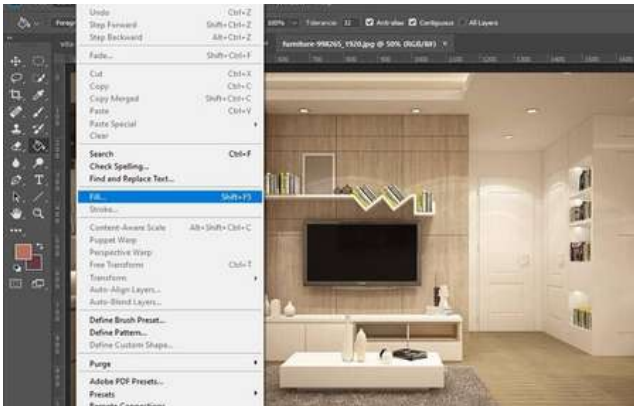 Undo Ctrl+Z
Step Forward Shift+Ctrl+Z
Step Backward Alt+Ctrl+Z
Fade... Shift+Ctrl+F
Cut Ctrl+X
Copy Ctrl+C
Copy Merged Shift+Ctrl+C
Paste Ctrl+V
Paste Special
Clear
Search Ctrl+F
Check Spelling...
Find and Replace Text...
Fill... Shift+F5
Stroke...
Content-Aware Scale Alt+Shift+Ctrl+C
Puppet Warp
Perspective Warp
Free Transform Ctrl+T
Transform
Auto-Align Layers...
Auto-Blend Layers...
Define Brush Preset...
Define Pattern...
Define Custom Shape...
Purge
Adobe PDF Presets...
Presets
Remote Connections...
100% Tolerance: 32 Anti-alias Contiguous All Layers
furniture-998265_1920.jpg @ 50% (RGB/8#) ×